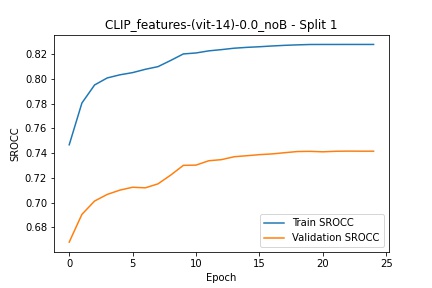 CLIP_features-(vit-14)-0.0_noB - Split 1
SROCC
0.82
0.80
0.78
0.76
0.74
0.72
0.70
0.68
0
5
10
15
20
25
Epoch
Train SROCC
Validation SROCC